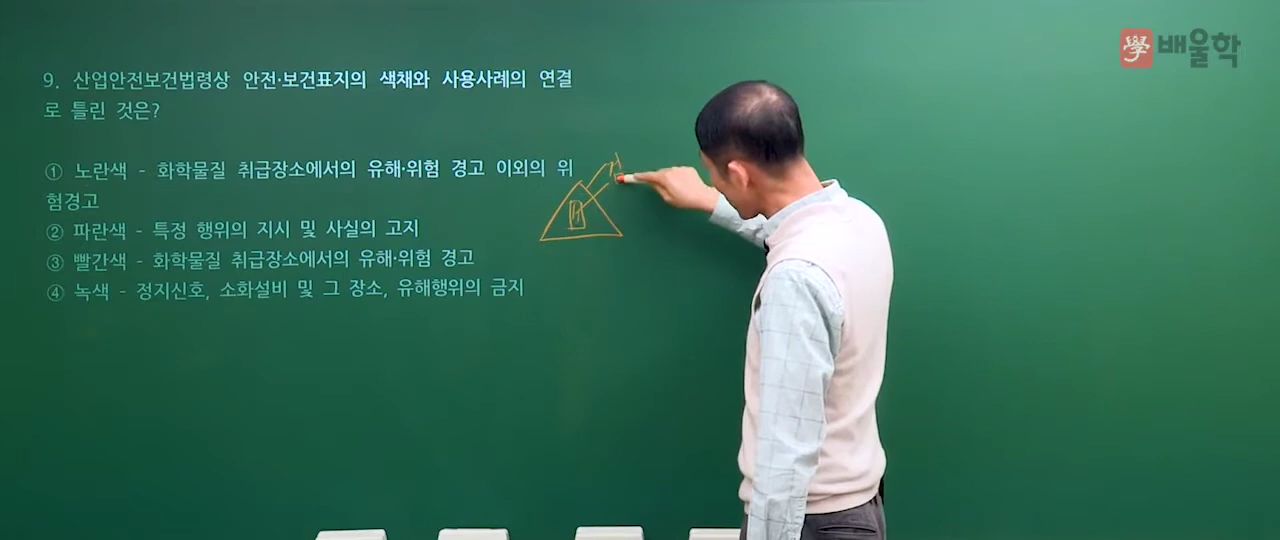 學 배울학
9. 산업안전보건법령상 안전·보건표지의 색채와 사용사례의 연결
로 틀린 것은?
① 노란색 - 화학물질 취급장소에서의 유해·위험 경고 이외의 위
험경고
② 파란색 - 특정 행위의 지시 및 사실의 고지
③ 빨간색 - 화학물질 취급장소에서의 유해·위험 경고
④ 녹색 - 정지신호, 소화설비 및 그 장소, 유해행위의 금지